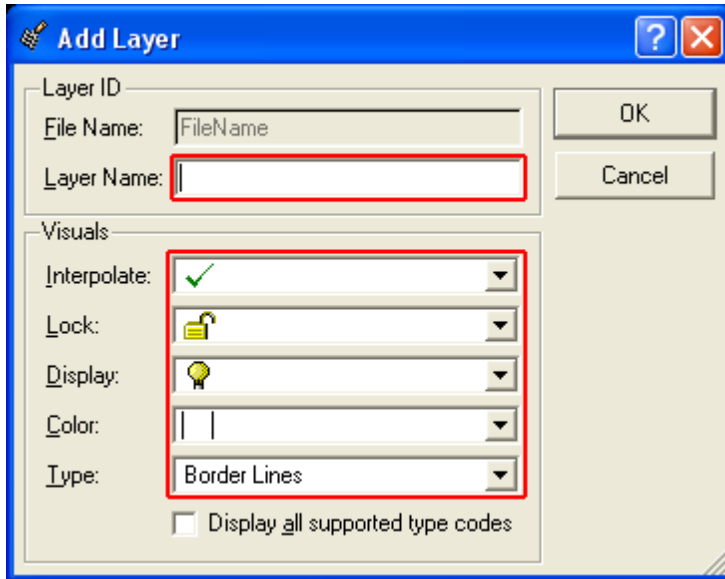 Add Layer
Layer ID
File Name: FileName
OK
Layer Name:
Cancel
Visuals
Interpolate:
Lock:
Display:
Color:
Type: Border Lines
Display all supported type codes